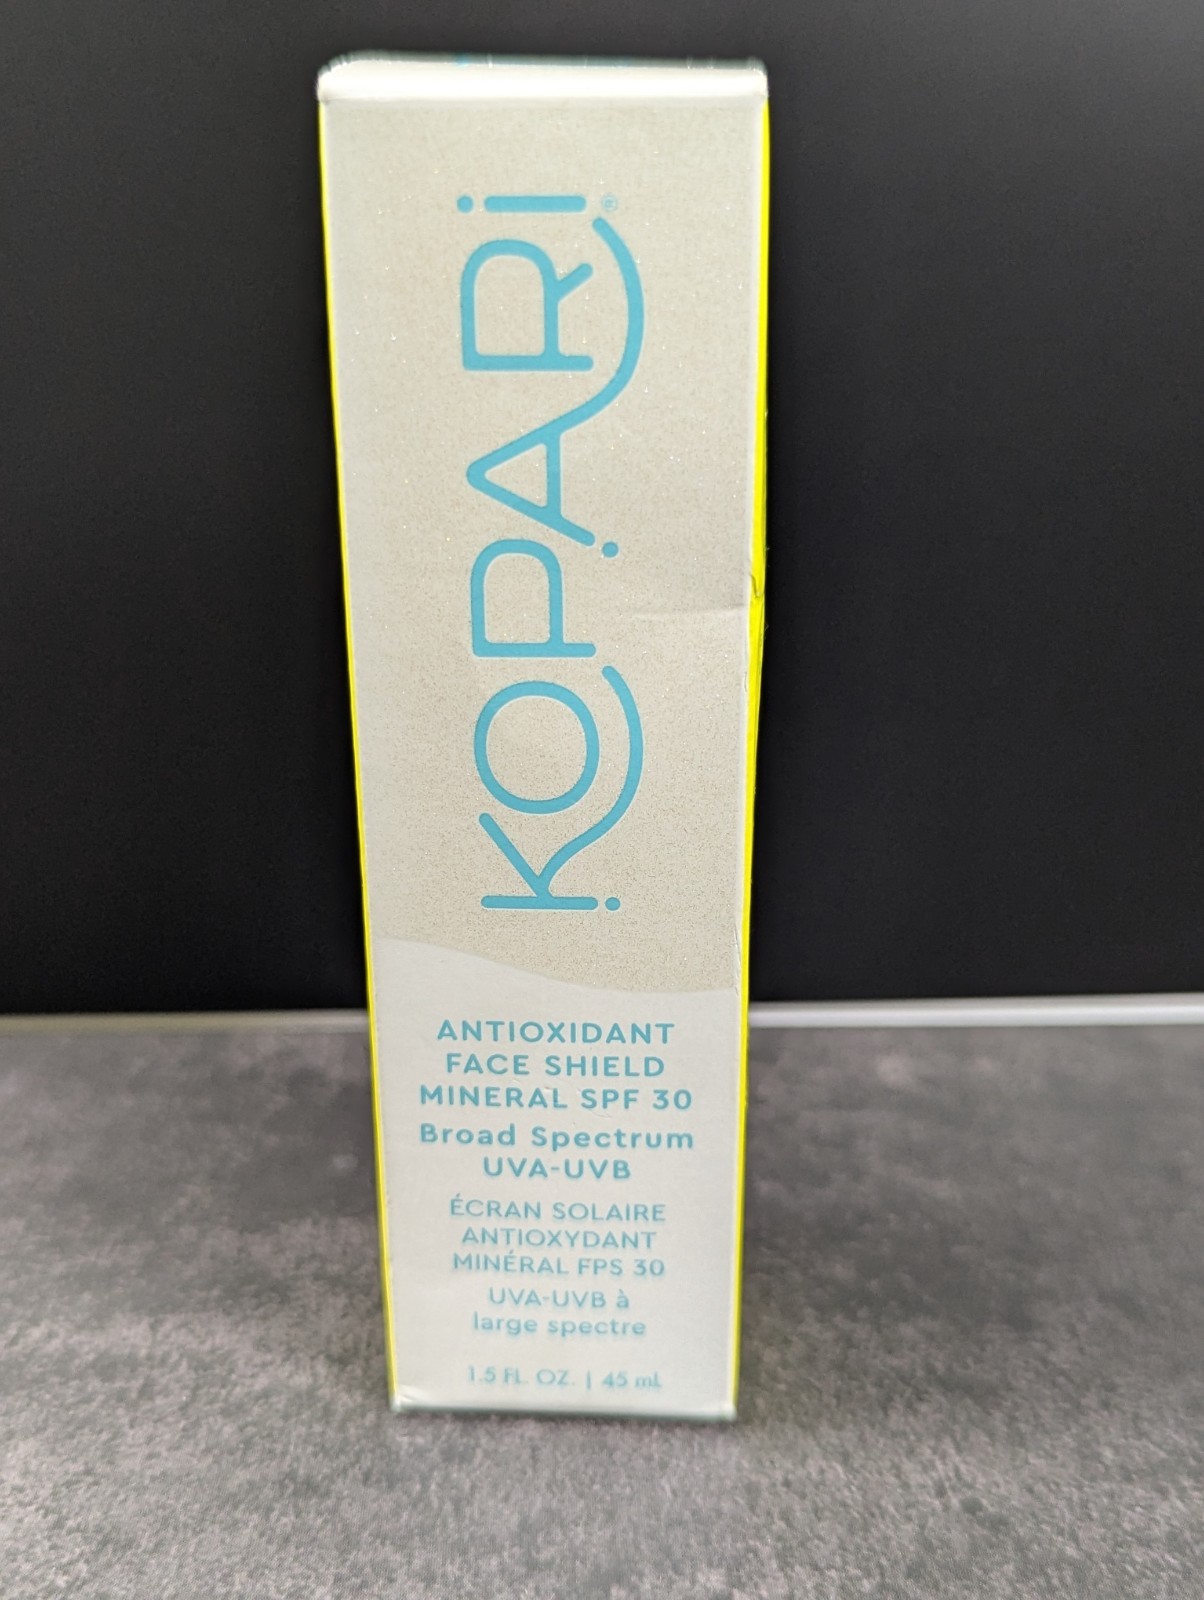 KOPARI®
ANTIOXIDANT
FACE SHIELD
MINERAL SPF 30
Broad Spectrum
UVA-UVB
ÉCRAN SOLAIRE
ANTIOXYDANT
MINÉRAL FPS 30
UVA-UVB à
large spectre
1.5 FL. OZ. | 45 mL